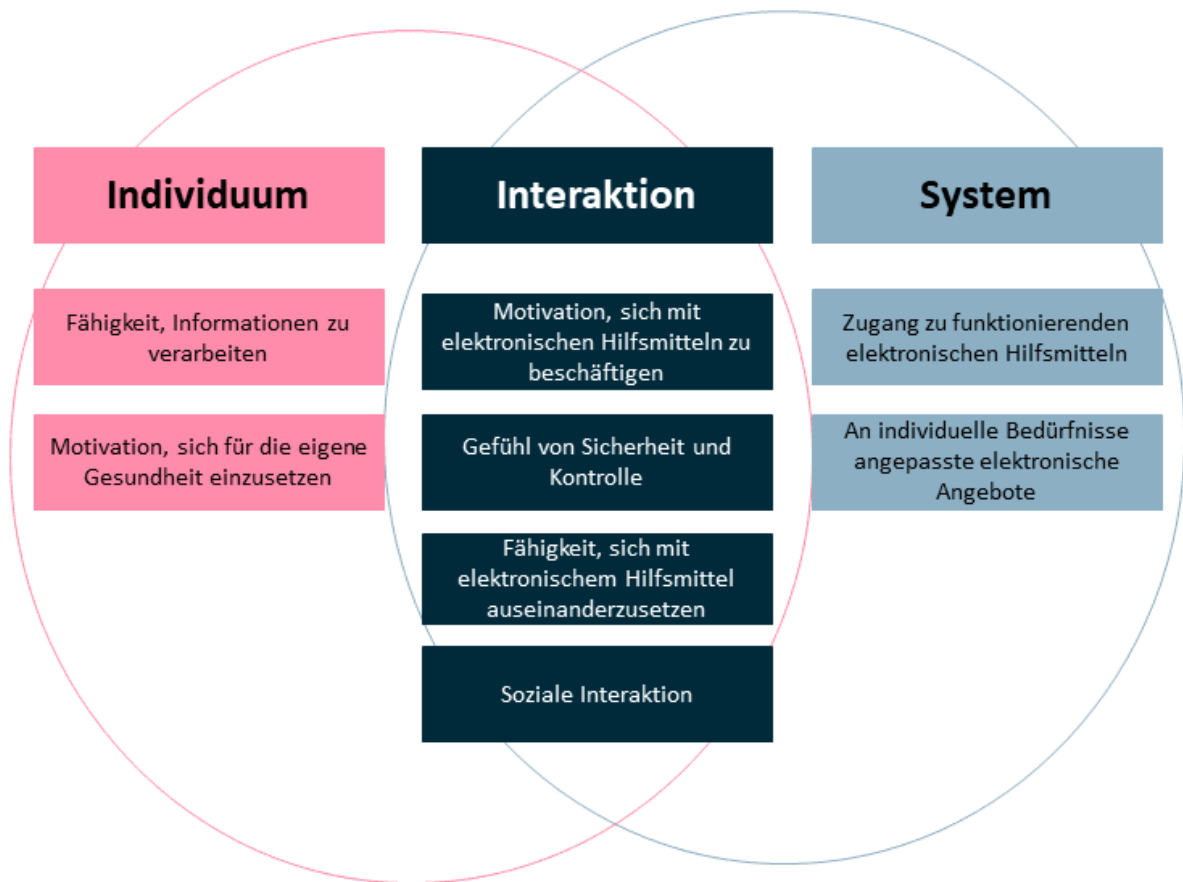 Individuum
Fähigkeit, Informationen zu
verarbeiten
Motivation, sich für die eigene
Gesundheit einzusetzen
Interaktion
Motivation, sich mit
elektronischen Hilfsmitteln zu
beschäftigen
Gefühl von Sicherheit und
Kontrolle
Fähigkeit, sich mit
elektronischem Hilfsmittel
auseinanderzusetzen
Soziale Interaktion
System
Zugang zu funktionierenden
elektronischen Hilfsmitteln
An individuelle Bedürfnisse
angepasste elektronische
Angebote